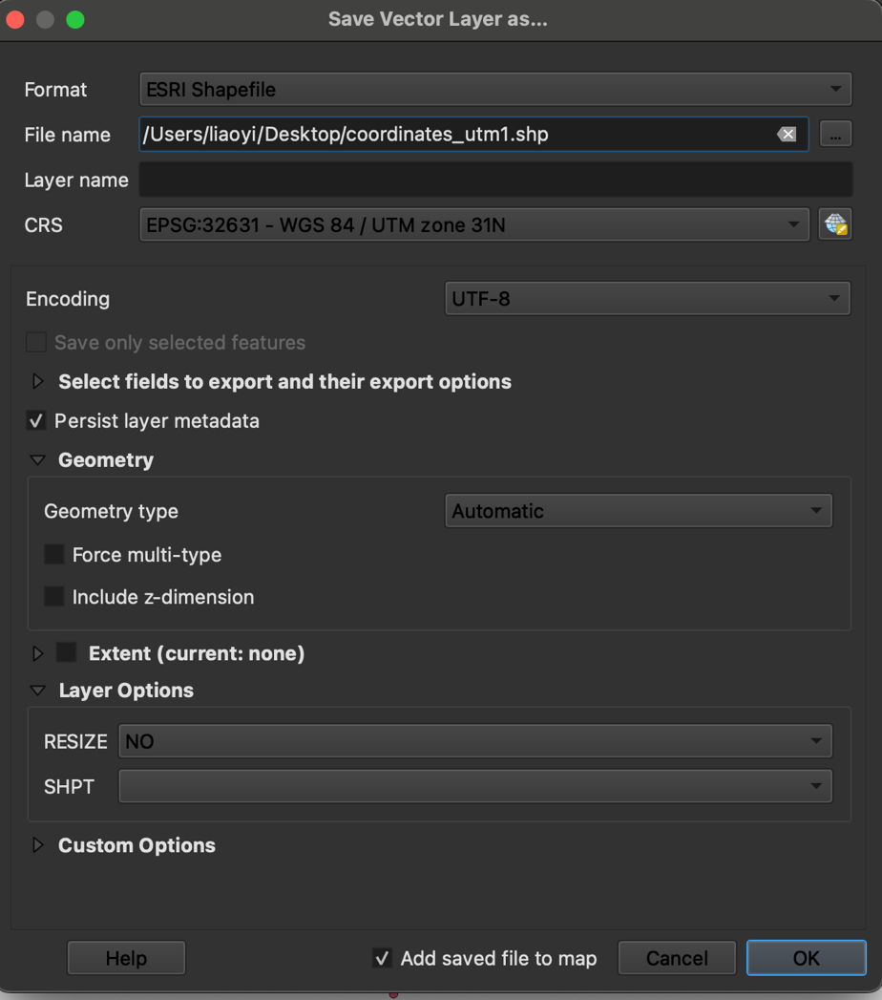 Save Vector Layer as...
Format ESRI Shapefile
File name /Users/liaoyi/Desktop/coordinates_utm1.shp ...
Layer name
CRS EPSG:32631 - WGS 84 / UTM zone 31N
Encoding UTF-8
Save only selected features
Select fields to export and their export options
Persist layer metadata
Geometry
Geometry type Automatic
Force multi-type
Include z-dimension
Extent (current: none)
Layer Options
RESIZE NO
SHPT
Custom Options
Help Add saved file to map Cancel OK